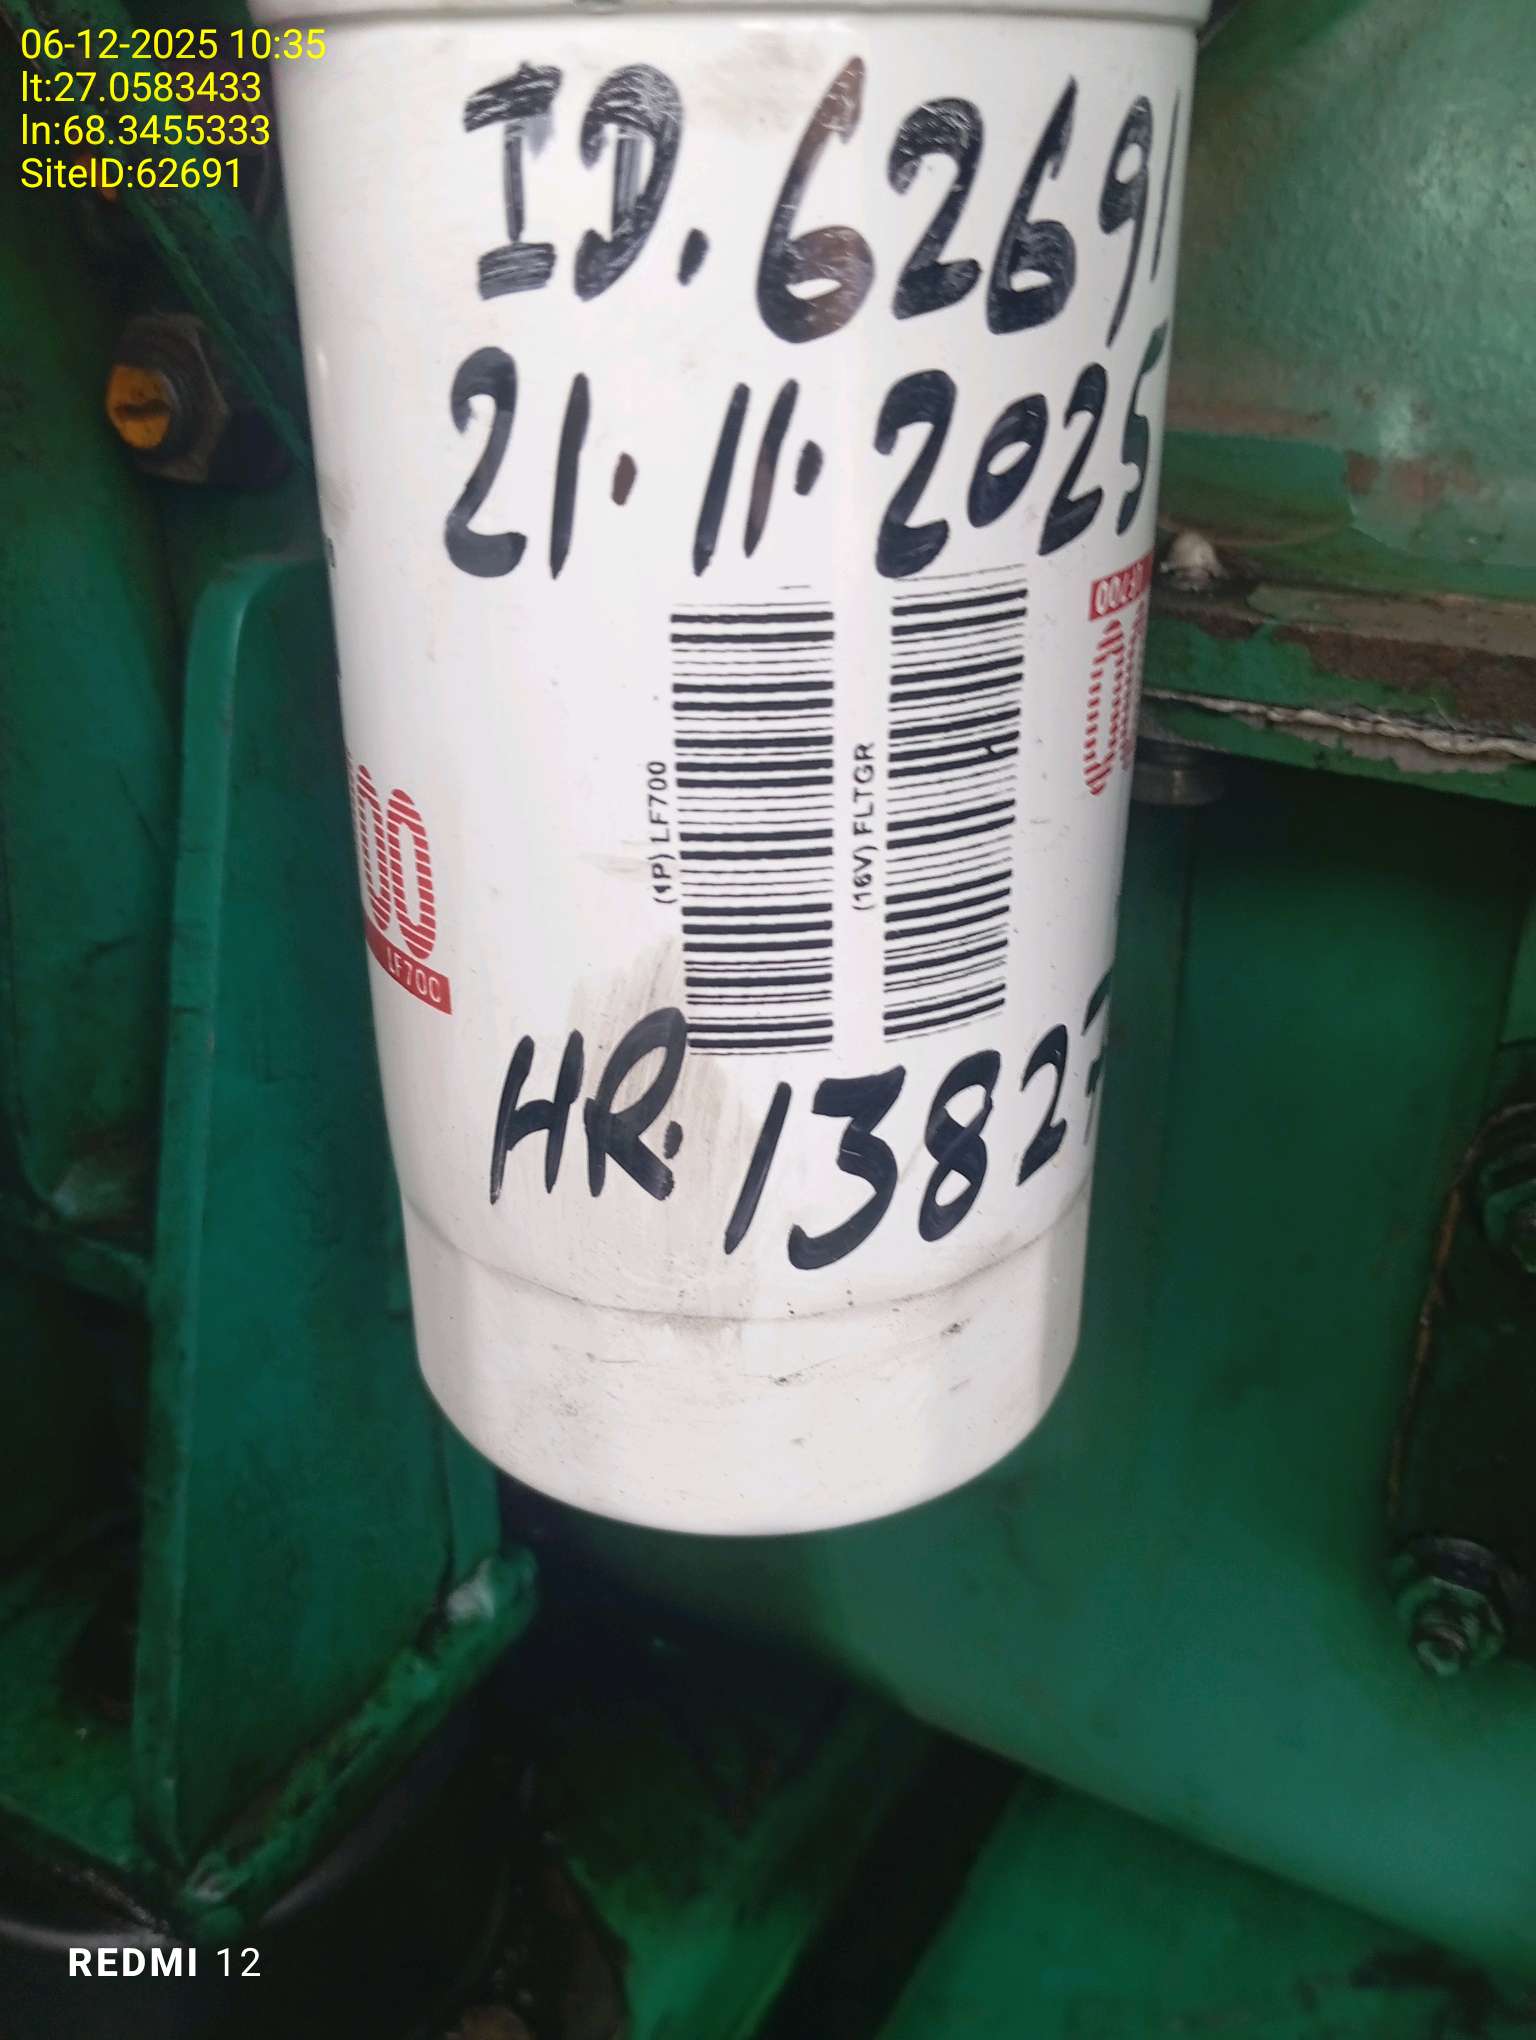 06-12-2025 10:35
lt:27.0583433
ln:68.3455333
SiteID:62691
ID. 62691
21.11.2025
(1P) LF700
(16V) FLTGR
LF700
HR. 13827
REDMI 12